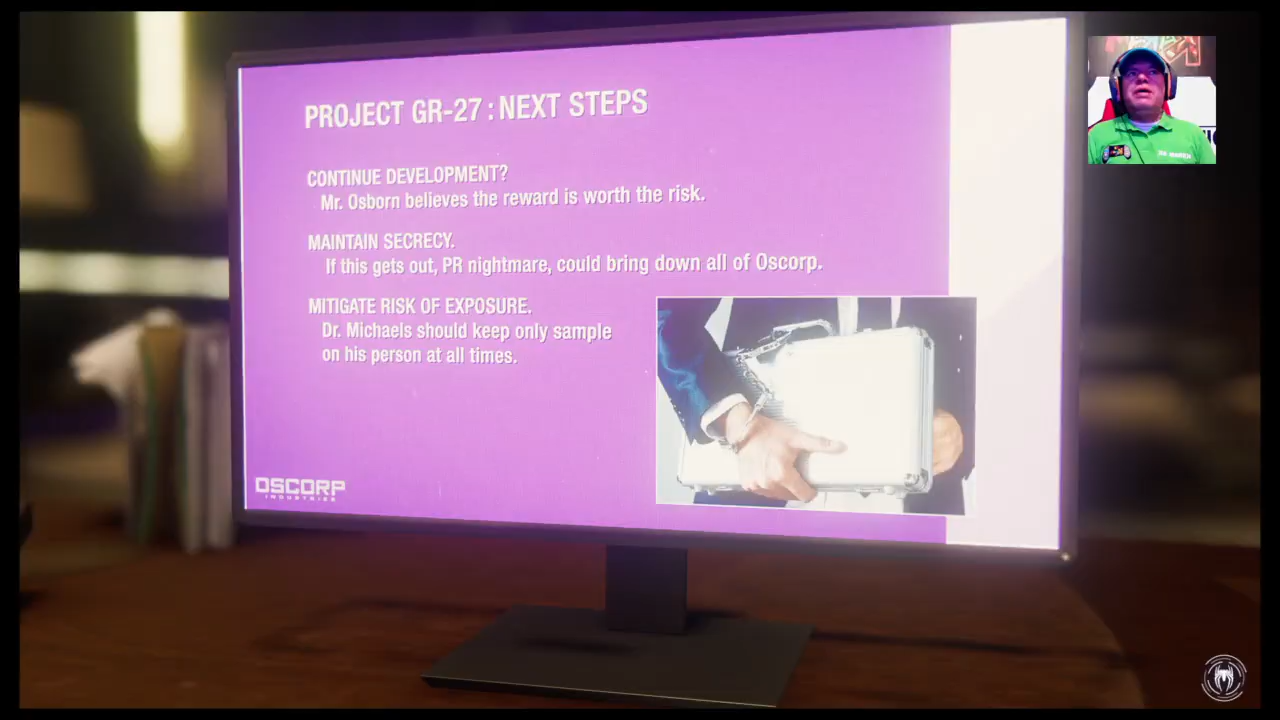 PROJECT GR-27 : NEXT STEPS
CONTINUE DEVELOPMENT?
Mr. Osborn believes the reward is worth the risk.
MAINTAIN SECRECY.
If this gets out, PR nightmare, could bring down all of Oscorp.
MITIGATE RISK OF EXPOSURE.
Dr. Michaels should keep only sample
on his person at all times.
OSCORP
INDUSTRIES